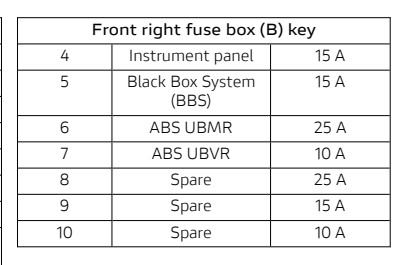 Front right fuse box (B) key
4 Instrument panel 15 A
5 Black Box System 15 A
(BBS)
6 ABS UBMR 25 A
7 ABS UBVR 10 A
8 Spare 25 A
9 Spare 15 A
10 Spare 10 A